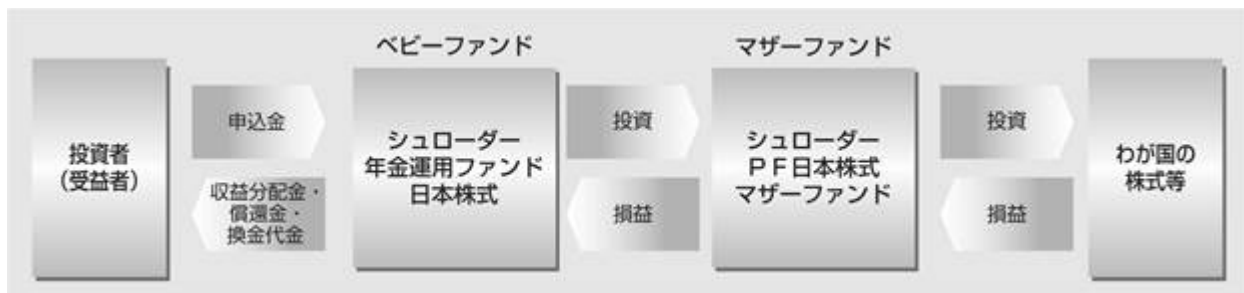 ベビーファンド
マザーファンド
投資者
（受益者）
申込金
収益分配金・
償還金・
換金代金
シュローダー
年金運用ファンド
日本株式
投資
損益
シュローダー
ＰＦ日本株式
マザーファンド
投資
損益
わが国の
株式等